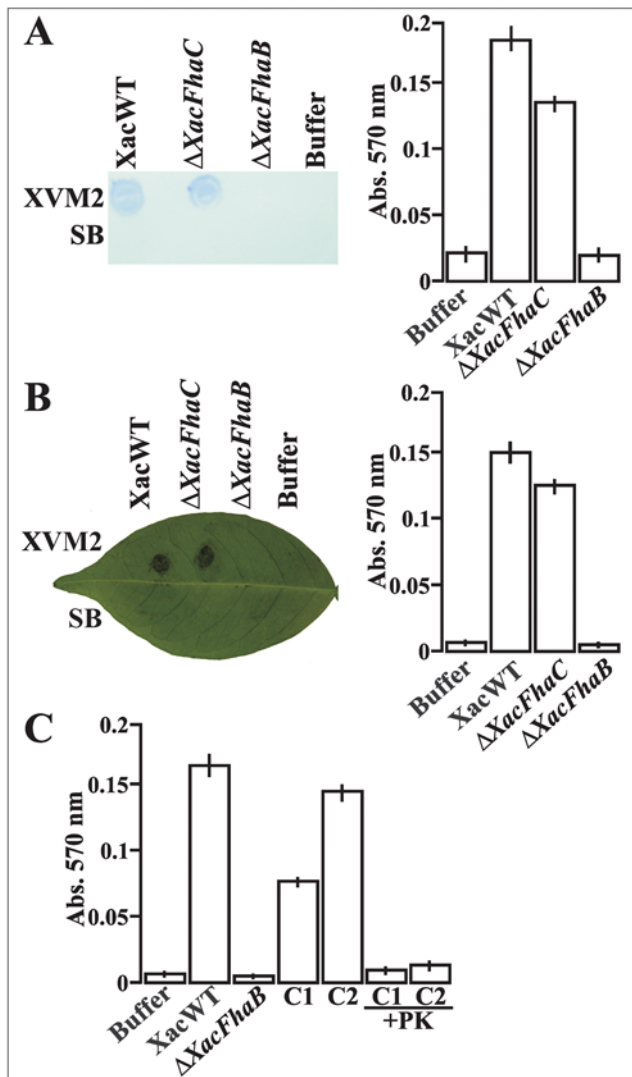 A
XacWT
ΔXacFhaC
ΔXacFhaB
Buffer
XVM2
SB
Abs. 570 nm
0.2
0.15
0.1
0.05
0
Buffer
XacWT
ΔXacFhaC
ΔXacFhaB
B
XacWT
ΔXacFhaC
ΔXacFhaB
Buffer
XVM2
SB
Abs. 570 nm
0.2
0.15
0.1
0.05
0
Buffer
XacWT
ΔXacFhaC
ΔXacFhaB
C
Abs. 570 nm
0.2
0.15
0.1
0.05
0
Buffer
XacWT
ΔXacFhaB
C1
C2
C1
C2
+PK